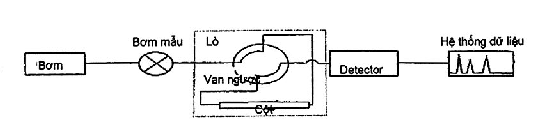 Bơm mẫu
Lò
Hệ thống dữ liệu
Bơm
Van ngược
Detector
Cột